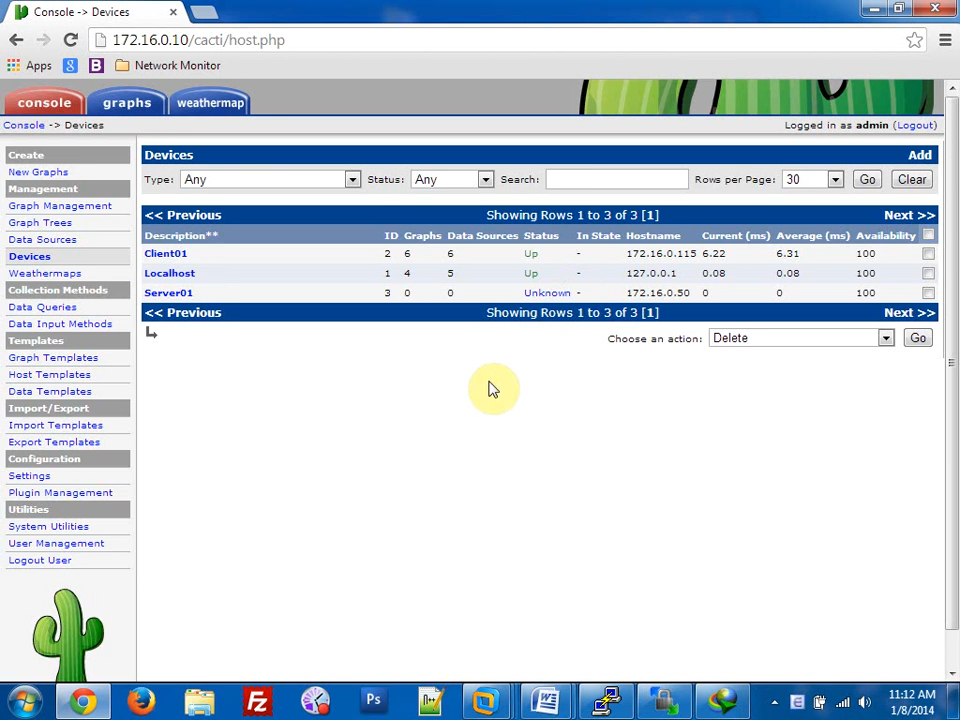 Console -> Devices
172.16.0.10/cacti/host.php
Apps
8
B
Network Monitor
console
graphs
weathermap
Console -> Devices
Logged in as admin (Logout)
Create
New Graphs
Management
Graph Management
Graph Trees
Data Sources
Devices
Weathermaps
Collection Methods
Data Queries
Data Input Methods
Templates
Graph Templates
Host Templates
Data Templates
Import/Export
Import Templates
Export Templates
Configuration
Settings
Plugin Management
Utilities
System Utilities
User Management
Logout User
Devices
Add
Type: Any Status: Any Search: Rows per Page: 30 Go Clear
<< Previous Showing Rows 1 to 3 of 3 [1] Next >>
Description** ID Graphs Data Sources Status In State Hostname Current (ms) Average (ms) Availability
Client01 2 6 6 Up - 172.16.0.115 6.22 6.31 100
Localhost 1 4 5 Up - 127.0.0.1 0.08 0.08 100
Server01 3 0 0 Unknown - 172.16.0.50 0 0 100
<< Previous Showing Rows 1 to 3 of 3 [1] Next >>
Choose an action: Delete Go
Fz
Ps
n++
W
E
11:12 AM
1/8/2014